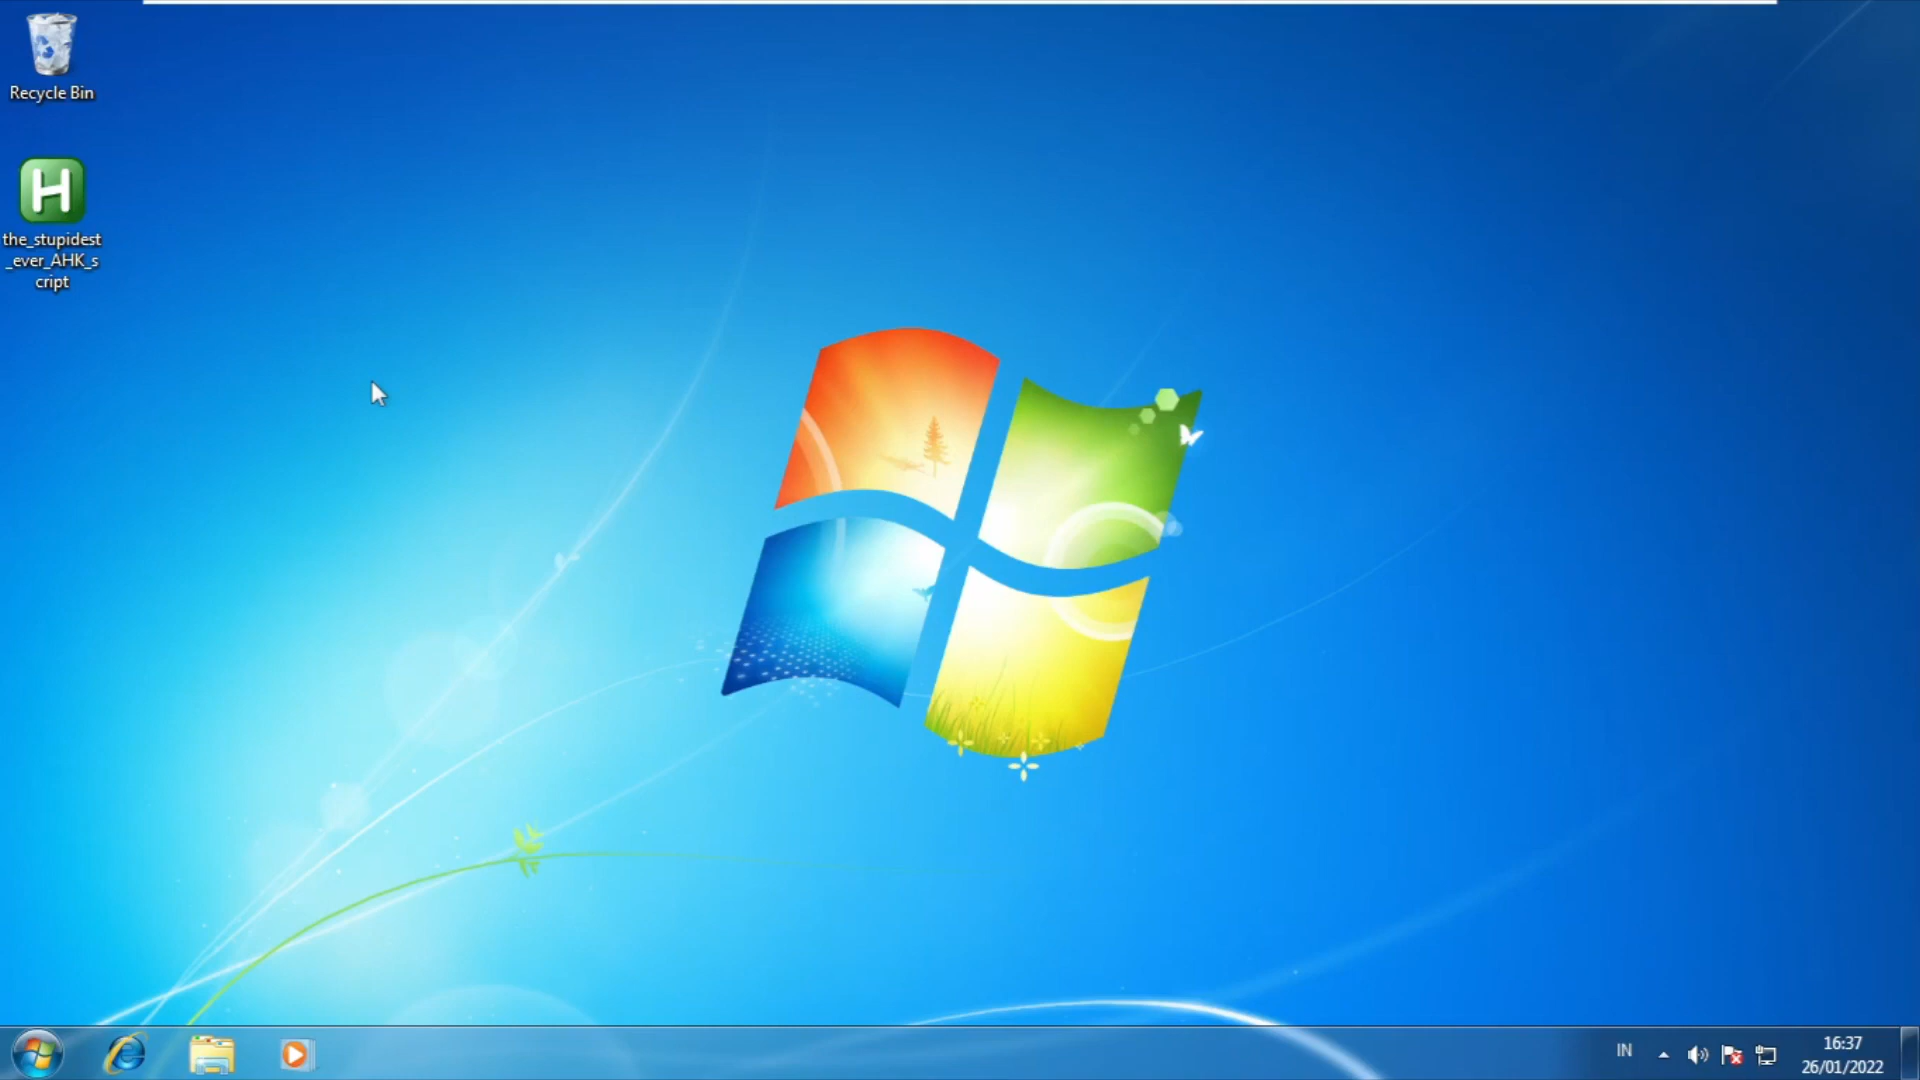 Recycle Bin
the_stupidest
_ever_AHK_s
cript
IN
16:37
26/01/2022